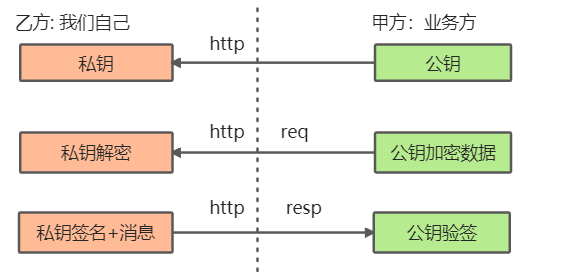 乙方: 我们自己
甲方：业务方
http
私钥
公钥
http
req
私钥解密
公钥加密数据
http
resp
私钥签名+消息
公钥验签